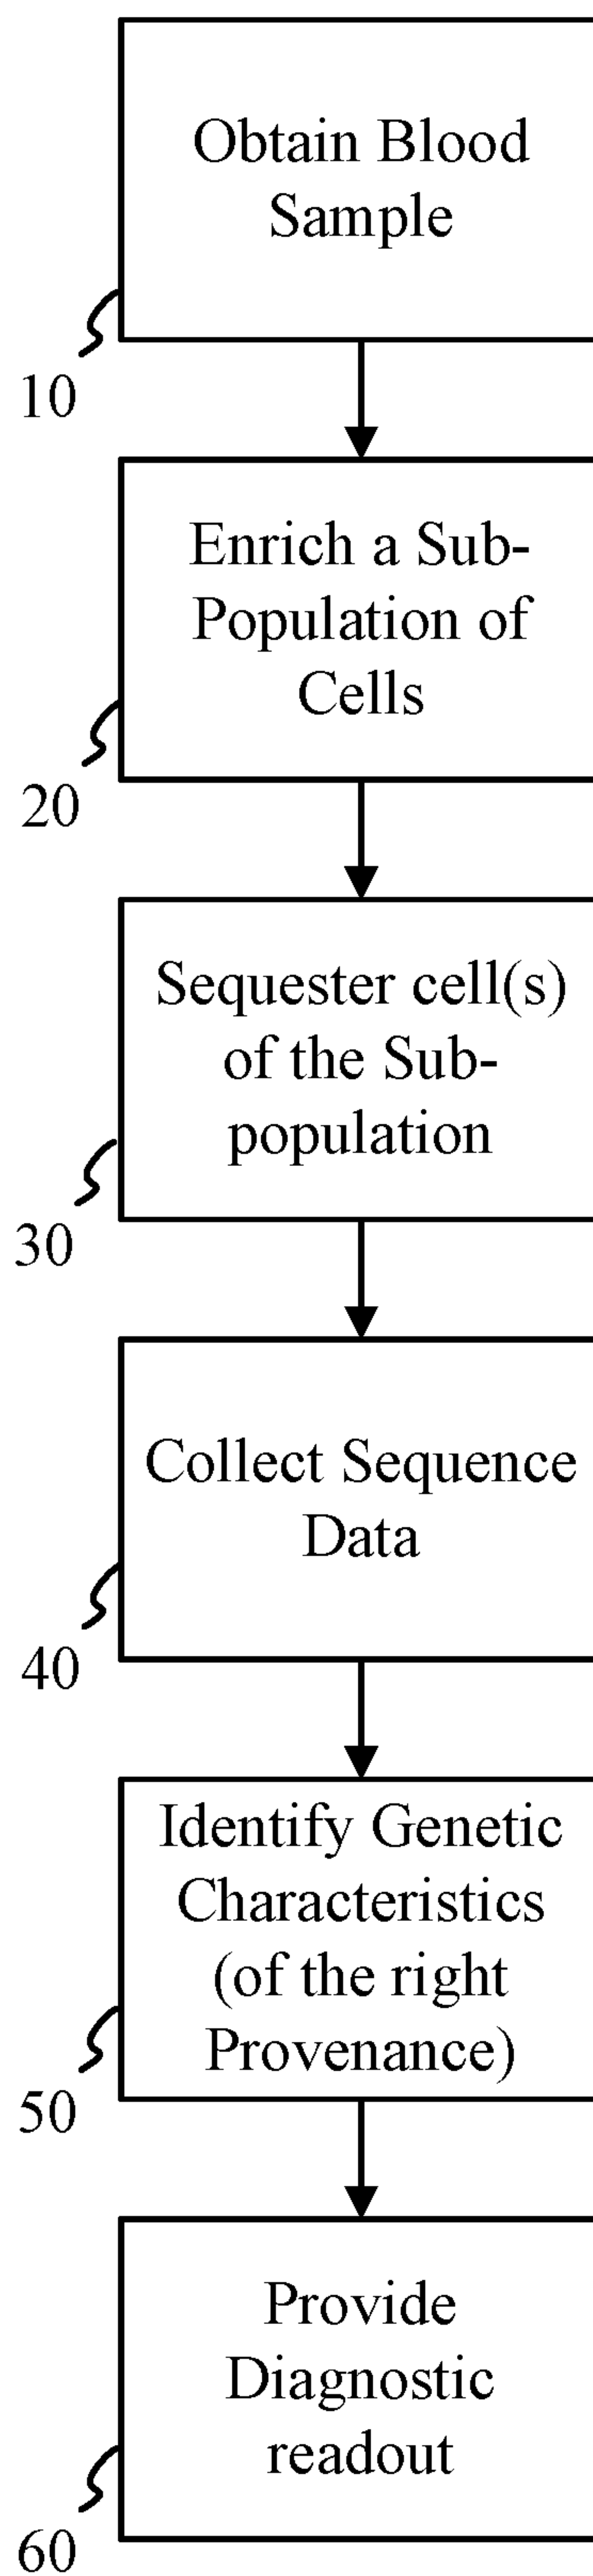 Obtain Blood
Sample
10
Enrich a Sub-
Population of
Cells
20
Sequester cell(s)
of the Sub-
population
30
Collect Sequence
Data
40
Identify Genetic
Characteristics
(of the right
Provenance)
50
Provide
Diagnostic
readout
60